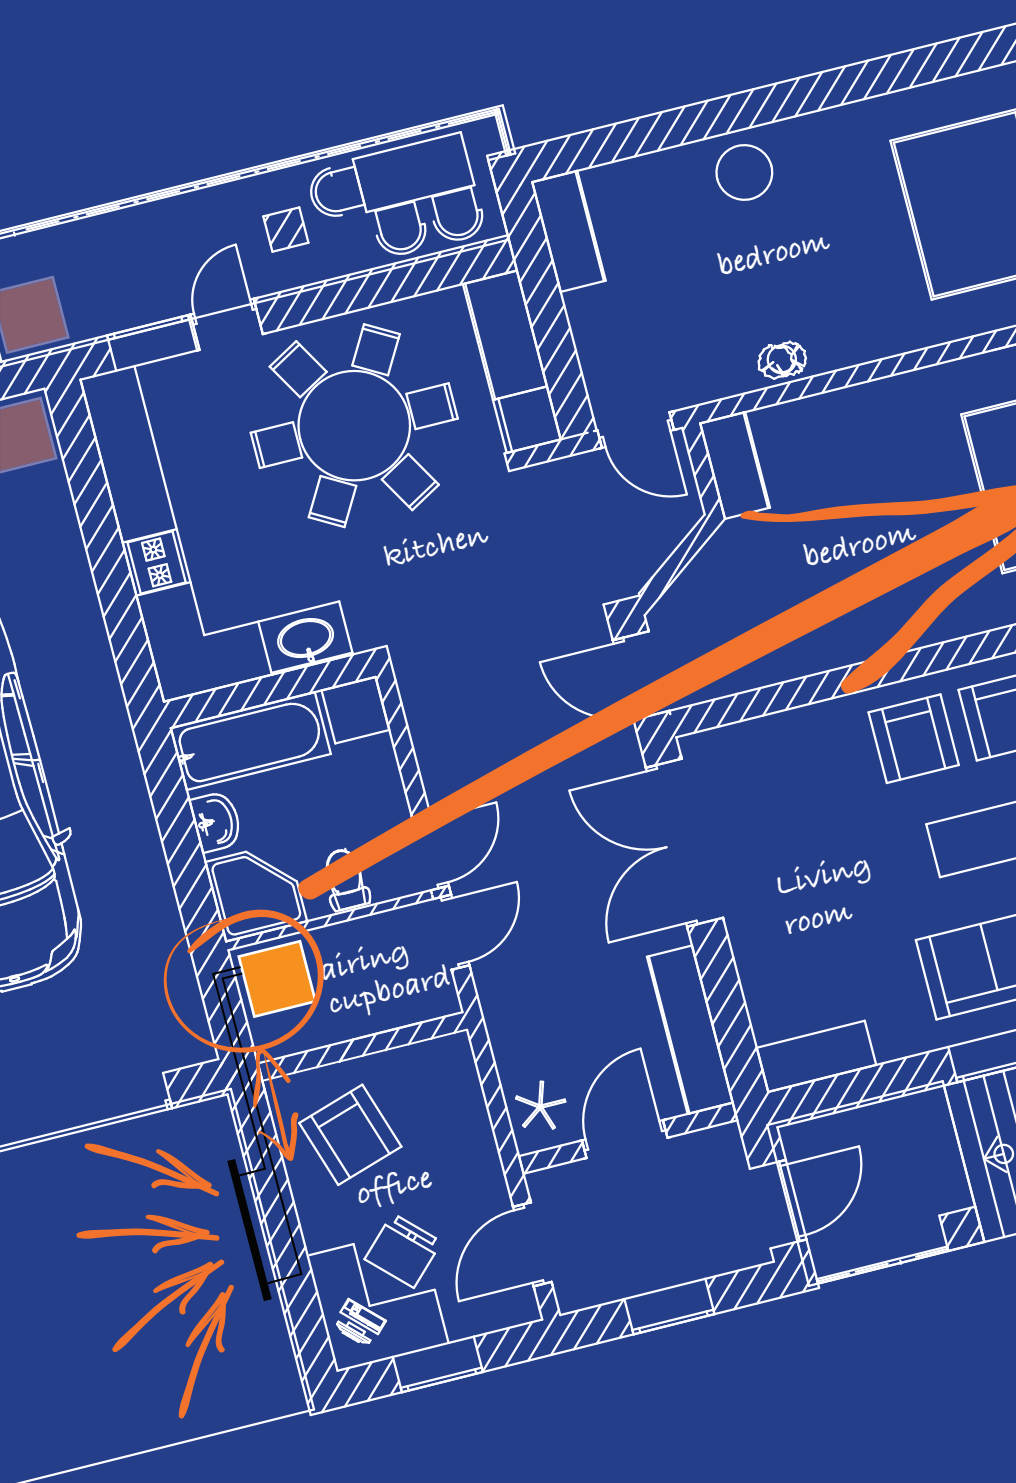 bedroom
kitchen
bedroom
Living
room
airing
cupboard
office